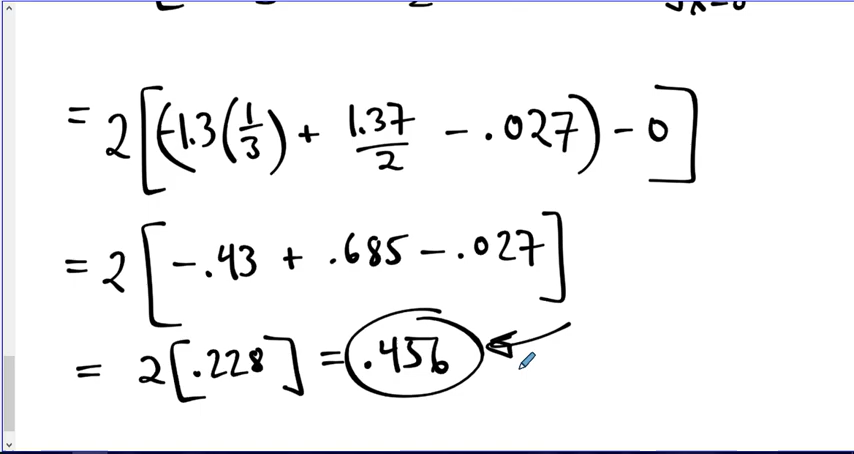 = 2[(-1.3(1/3) + 1.37/2 - .027) - 0]
= 2[-.43 + .685 - .027]
= 2[.228] = .456